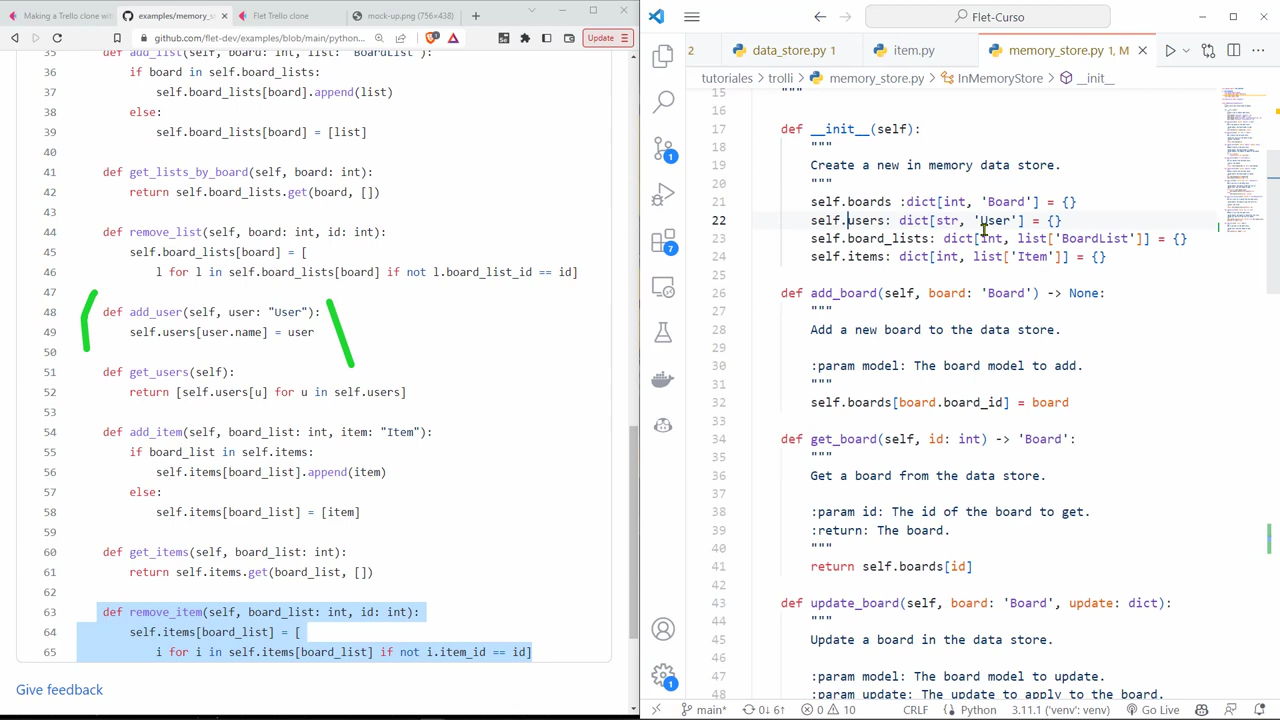 Making a Trello clone wit
examples/memory_s
Trello clone
mock-up.pn
×438)
github.com/flet-dev/examples/blob/main/python...
1
Update
35
def add_list(self, board: int, list: "BoardList"):
36
if board in self.board_lists:
37
self.board_lists[board].append(list)
38
else:
39
self.board_lists[board] = [list]
40
41
42
return self.board_lists.get(board, [])
43
44
def remove_list(self, board: int, id: int):
45
self.board_lists[board] = [
46
l for l in self.board_lists[board] if not l.board_list_id == id]
47
48
def add_user(self, user: "User"):
49
self.users[user.name] = user
50
51
def get_users(self):
52
return [self.users[u] for u in self.users]
53
54
def add_item(self, board_list: int, item: "Item"):
55
if board_list in self.items:
56
self.items[board_list].append(item)
57
else:
58
self.items[board_list] = [item]
59
60
def get_items(self, board_list: int):
61
return self.items.get(board_list, [])
62
63
def remove_item(self, board_list: int, id: int):
64
self.items[board_list] = [
65
i for i in self.items[board_list] if not i.item_id == id]
ive feedback
Flet-Curso
2
data_store.py 1
item.py
memory_store.py 1, M
tutoriales
trolli
memory_store.py
InMemoryStore
__init__
15
"""
16
17
__init__(self):
18
"""
19
Create an in memory data store.
20
"""
21
self.boards: dict[int, 'Board'] = {}
22
23
self.board_lists: dict[int, list['BoardList']] = {}
24
self.items: dict[int, list['Item']] = {}
25
26
def add_board(self, board: 'Board') -> None:
27
"""
28
Add a new board to the data store.
29
30
:param model: The board model to add.
31
"""
32
self.boards[board.board_id] = board
33
34
def get_board(self, id: int) -> 'Board':
35
"""
36
Get a board from the data store.
37
38
:param id: The id of the board to get.
39
:return: The board.
40
"""
41
return self.boards[id]
42
43
def update_board(self, board: 'Board', update: dict):
44
"""
45
Update a board in the data store.
46
47
:param model: The board model to update.
48
:param update: The update to apply to the board.
1
7
1
main*
0↓ 6↑
0
10
CRLF
Python
3.11.1 ('venv': venv)
Go Live